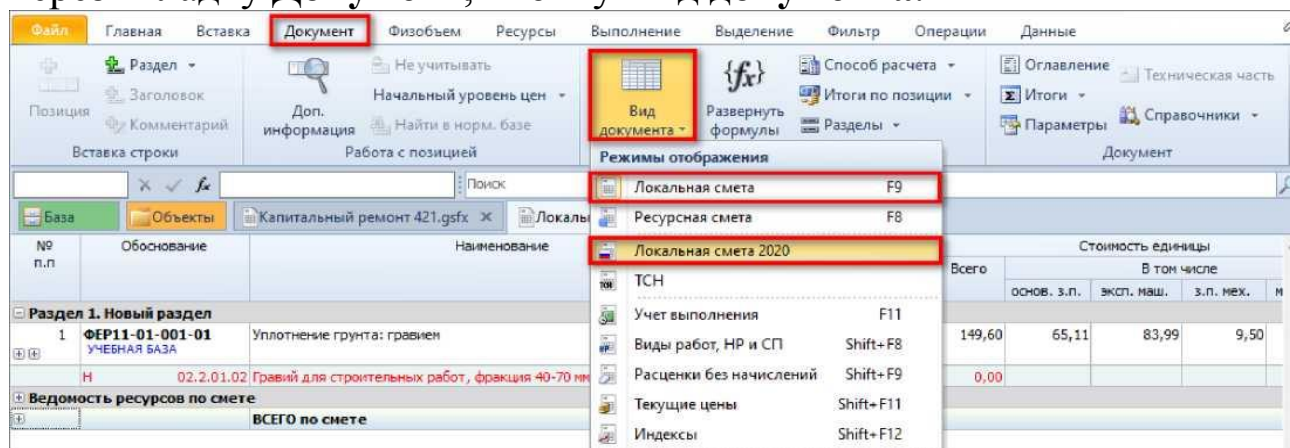 Файл Главная Вставка Документ Физобъем Ресурсы Выполнение Выделение Фильтр Операции Данные
Позиция
Раздел
Заголовок
Комментарий
Вставка строки
Доп. информация
Не учитывать
Начальный уровень цен
Найти в норм. базе
Работа с позицией
Вид документа
Развернуть формулы
Способ расчета
Итоги по позиции
Разделы
Оглавление
Итоги
Параметры
Техническая часть
Справочники
Документ
Режимы отображения
Локальная смета F9
Ресурсная смета F8
Локальная смета 2020
ТСН
Учет выполнения F11
Виды работ, НР и СП Shift+F8
Расценки без начислений Shift+F9
Текущие цены Shift+F11
Индексы Shift+F12
Поиск
База Объекты Капитальный ремонт 421.gsfx Локалы
№ п.п Обоснование Наименование Всего Стоимость единицы
В том числе
основ. з.п. эксп. маш. з.п. мех. м
Раздел 1. Новый раздел
1 ФЕР11-01-001-01 Уплотнение грунта: гравием 149,60 65,11 83,99 9,50
УЧЕБНАЯ БАЗА
Н 02.2.01.02 Гравий для строительных работ, фракция 40-70 мм 0,00
Ведомость ресурсов по смете
ВСЕГО по смете